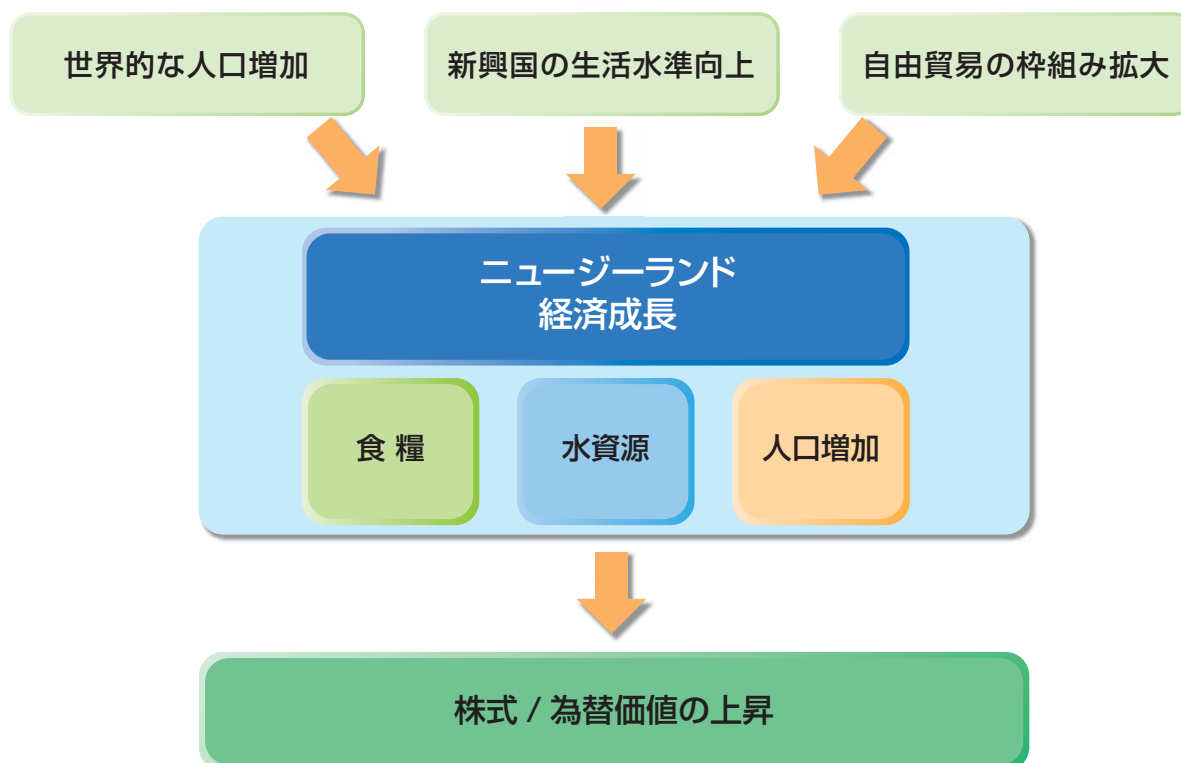 世界的な人口増加
新興国の生活水準向上
自由貿易の枠組み拡大
ニュージーランド
経済成長
食 糧
水資源
人口増加
株式 / 為替価値の上昇